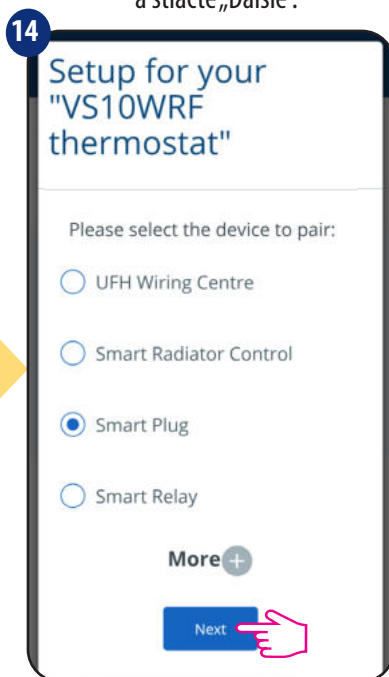 a stlačte „Ďalšie".
14
Setup for your
"VS10WRF
thermostat"
Please select the device to pair:
UFH Wiring Centre
Smart Radiator Control
Smart Plug
Smart Relay
More +
Next